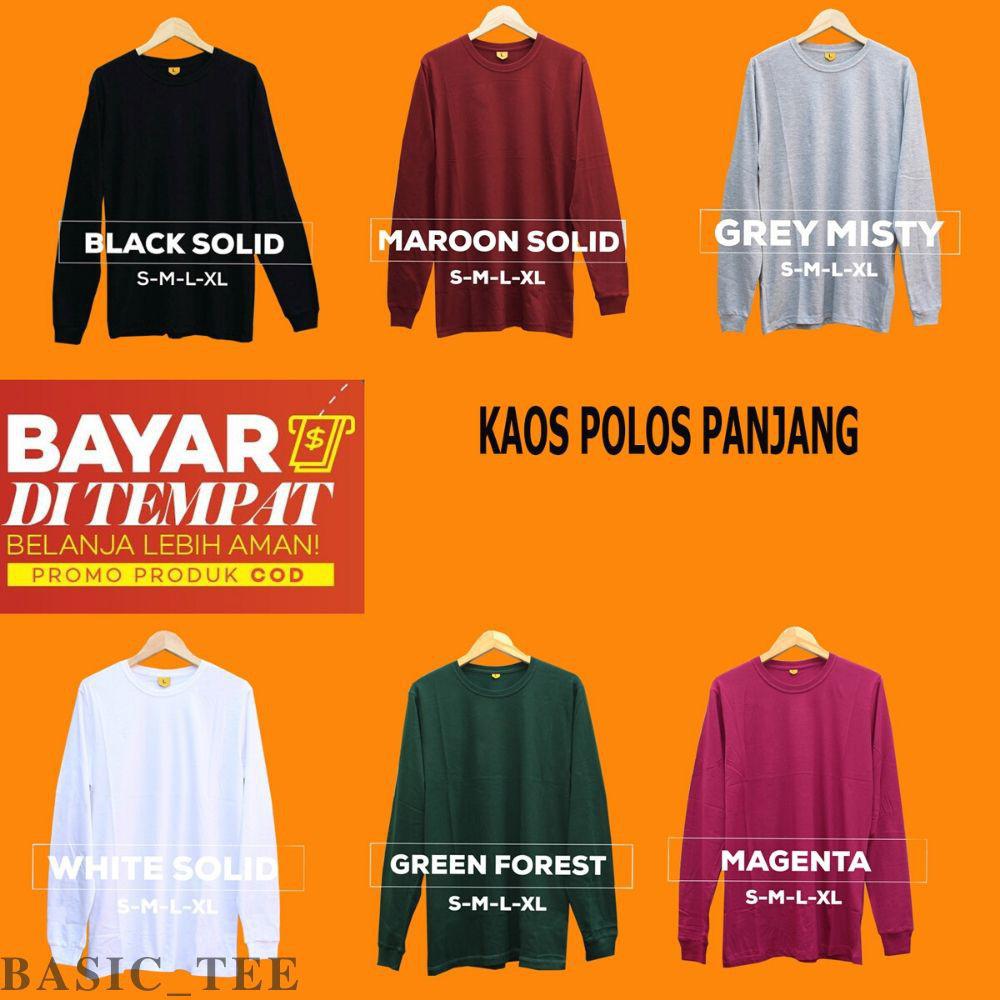 BLACK SOLID
S-M-L-XL
MAROON SOLID
S-M-L-XL
GREY MISTY
S-M-L-XL
BAYAR
DI TEMPAT
BELANJA LEBIH AMAN!
PROMO PRODUK COD
$
KAOS POLOS PANJANG
WHITE SOLID
S-M-L-XL
GREEN FOREST
S-M-L-XL
MAGENTA
S-M-L-XL
BASIC_TEE